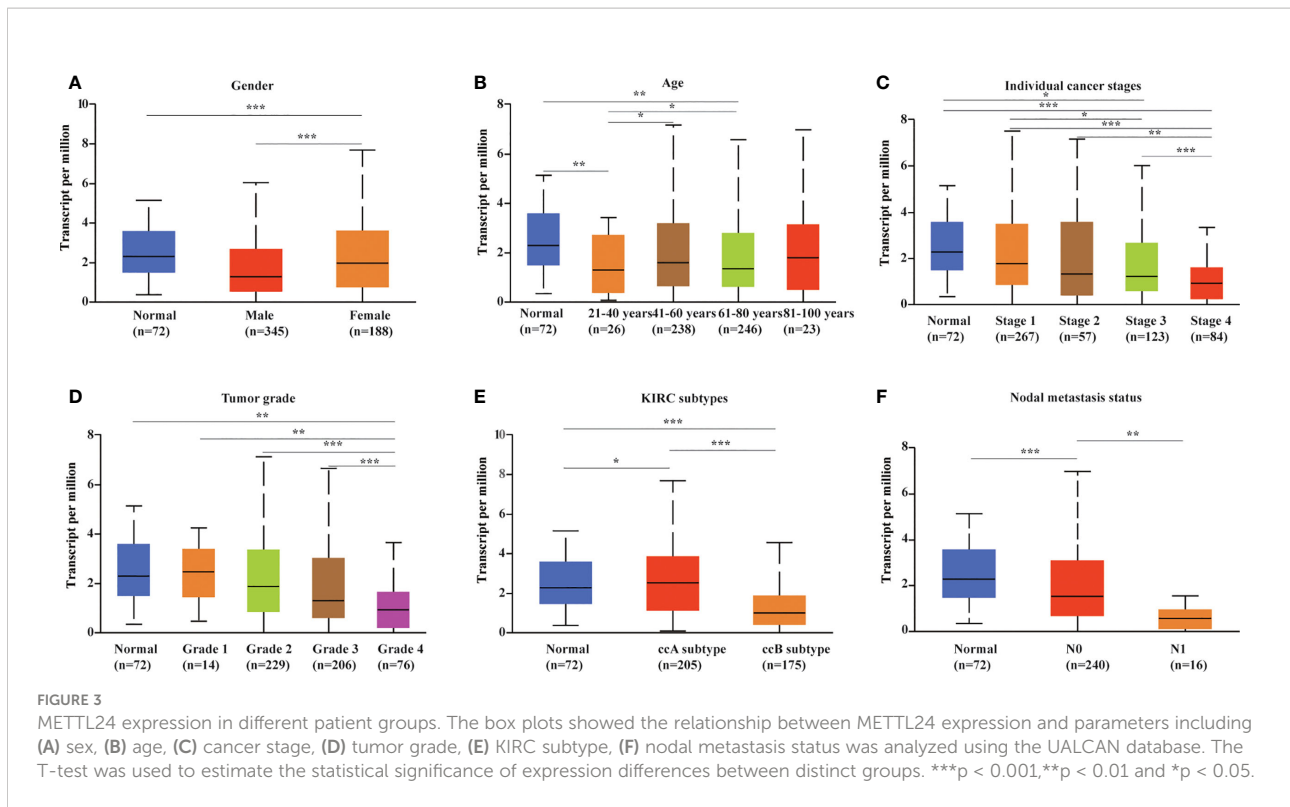 A
Gender
***
***
Transcript per million
10
8
6
4
2
0
Normal Male Female
(n=72) (n=345) (n=188)
B
Age
**
*
*
**
Transcript per million
8
6
4
2
0
Normal 21-40 years 41-60 years 61-80 years 81-100 years
(n=72) (n=26) (n=238) (n=246) (n=23)
C
Individual cancer stages
*
***
*
***
**
***
Transcript per million
8
6
4
2
0
Normal Stage 1 Stage 2 Stage 3 Stage 4
(n=72) (n=267) (n=57) (n=123) (n=84)
D
Tumor grade
**
**
***
***
Transcript per million
8
6
4
2
0
Normal Grade 1 Grade 2 Grade 3 Grade 4
(n=72) (n=14) (n=229) (n=206) (n=76)
E
KIRC subtypes
***
***
*
Transcript per million
10
8
6
4
2
0
Normal ccA subtype ccB subtype
(n=72) (n=205) (n=175)
F
Nodal metastasis status
**
***
Transcript per million
8
6
4
2
0
Normal N0 N1
(n=72) (n=240) (n=16)
FIGURE 3
METTL24 expression in different patient groups. The box plots showed the relationship between METTL24 expression and parameters including
(A) sex, (B) age, (C) cancer stage, (D) tumor grade, (E) KIRC subtype, (F) nodal metastasis status was analyzed using the UALCAN database. The
T-test was used to estimate the statistical significance of expression differences between distinct groups. ***p < 0.001,**p < 0.01 and *p < 0.05.